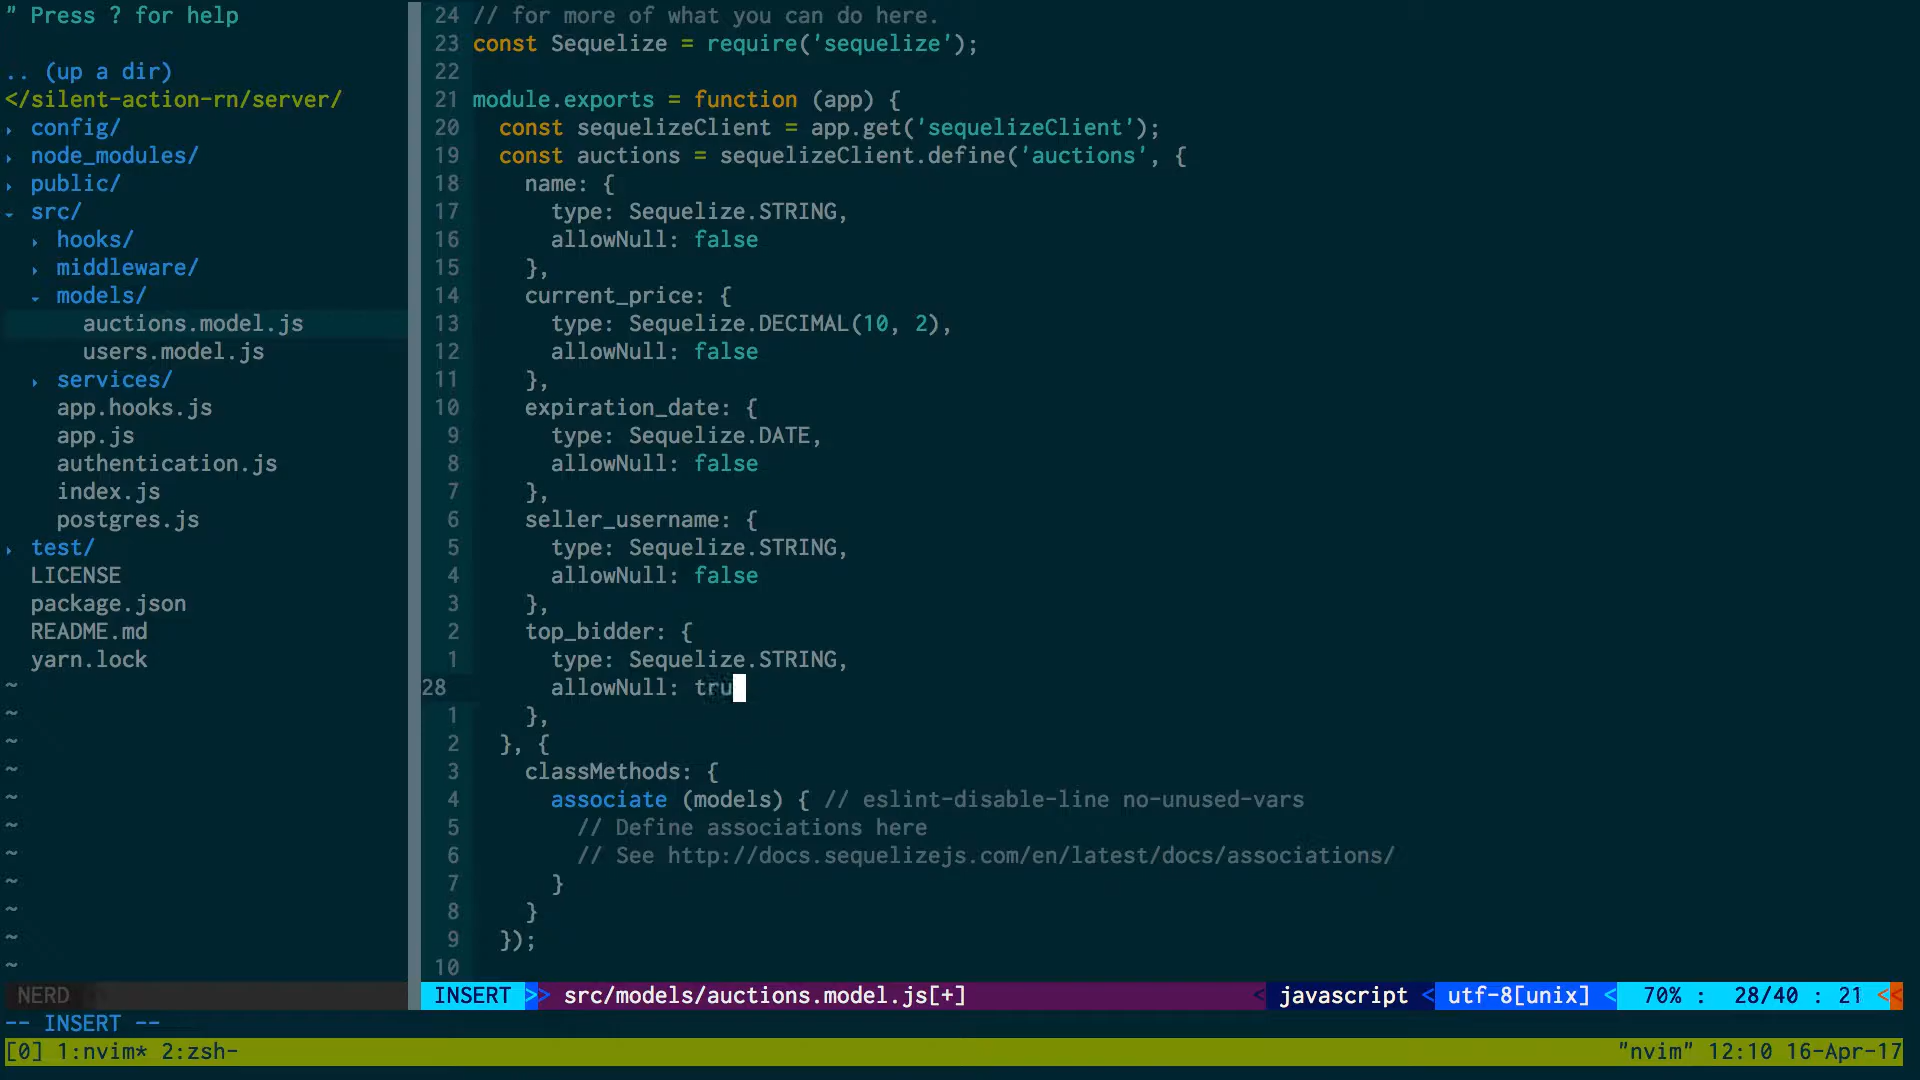 " Press ? for help
.. (up a dir)
</silent-action-rn/server/
config/
node_modules/
public/
src/
hooks/
middleware/
models/
auctions.model.js
users.model.js
services/
app.hooks.js
app.js
authentication.js
index.js
postgres.js
test/
LICENSE
package.json
README.md
yarn.lock
~
~
~
~
~
~
~
~
~
~
~
NERD
24 // for more of what you can do here.
23 const Sequelize = require('sequelize');
22
21 module.exports = function (app) {
20 const sequelizeClient = app.get('sequelizeClient');
19 const auctions = sequelizeClient.define('auctions', {
18 name: {
17 type: Sequelize.STRING,
16 allowNull: false
15 },
14 current_price: {
13 type: Sequelize.DECIMAL(10, 2),
12 allowNull: false
11 },
10 expiration_date: {
9 type: Sequelize.DATE,
8 allowNull: false
7 },
6 seller_username: {
5 type: Sequelize.STRING,
4 allowNull: false
3 },
2 top_bidder: {
1 type: Sequelize.STRING,
28 allowNull: tru
1 },
2 }, {
3 classMethods: {
4 associate (models) { // eslint-disable-line no-unused-vars
5 // Define associations here
6 // See http://docs.sequelizejs.com/en/latest/docs/associations/
7 }
8 }
9 });
10
INSERT >> src/models/auctions.model.js[+] < javascript < utf-8[unix] < 70% : 28/40 : 21 <<
-- INSERT --
[0] 1:nvim* 2:zsh- "nvim" 12:10 16-Apr-17